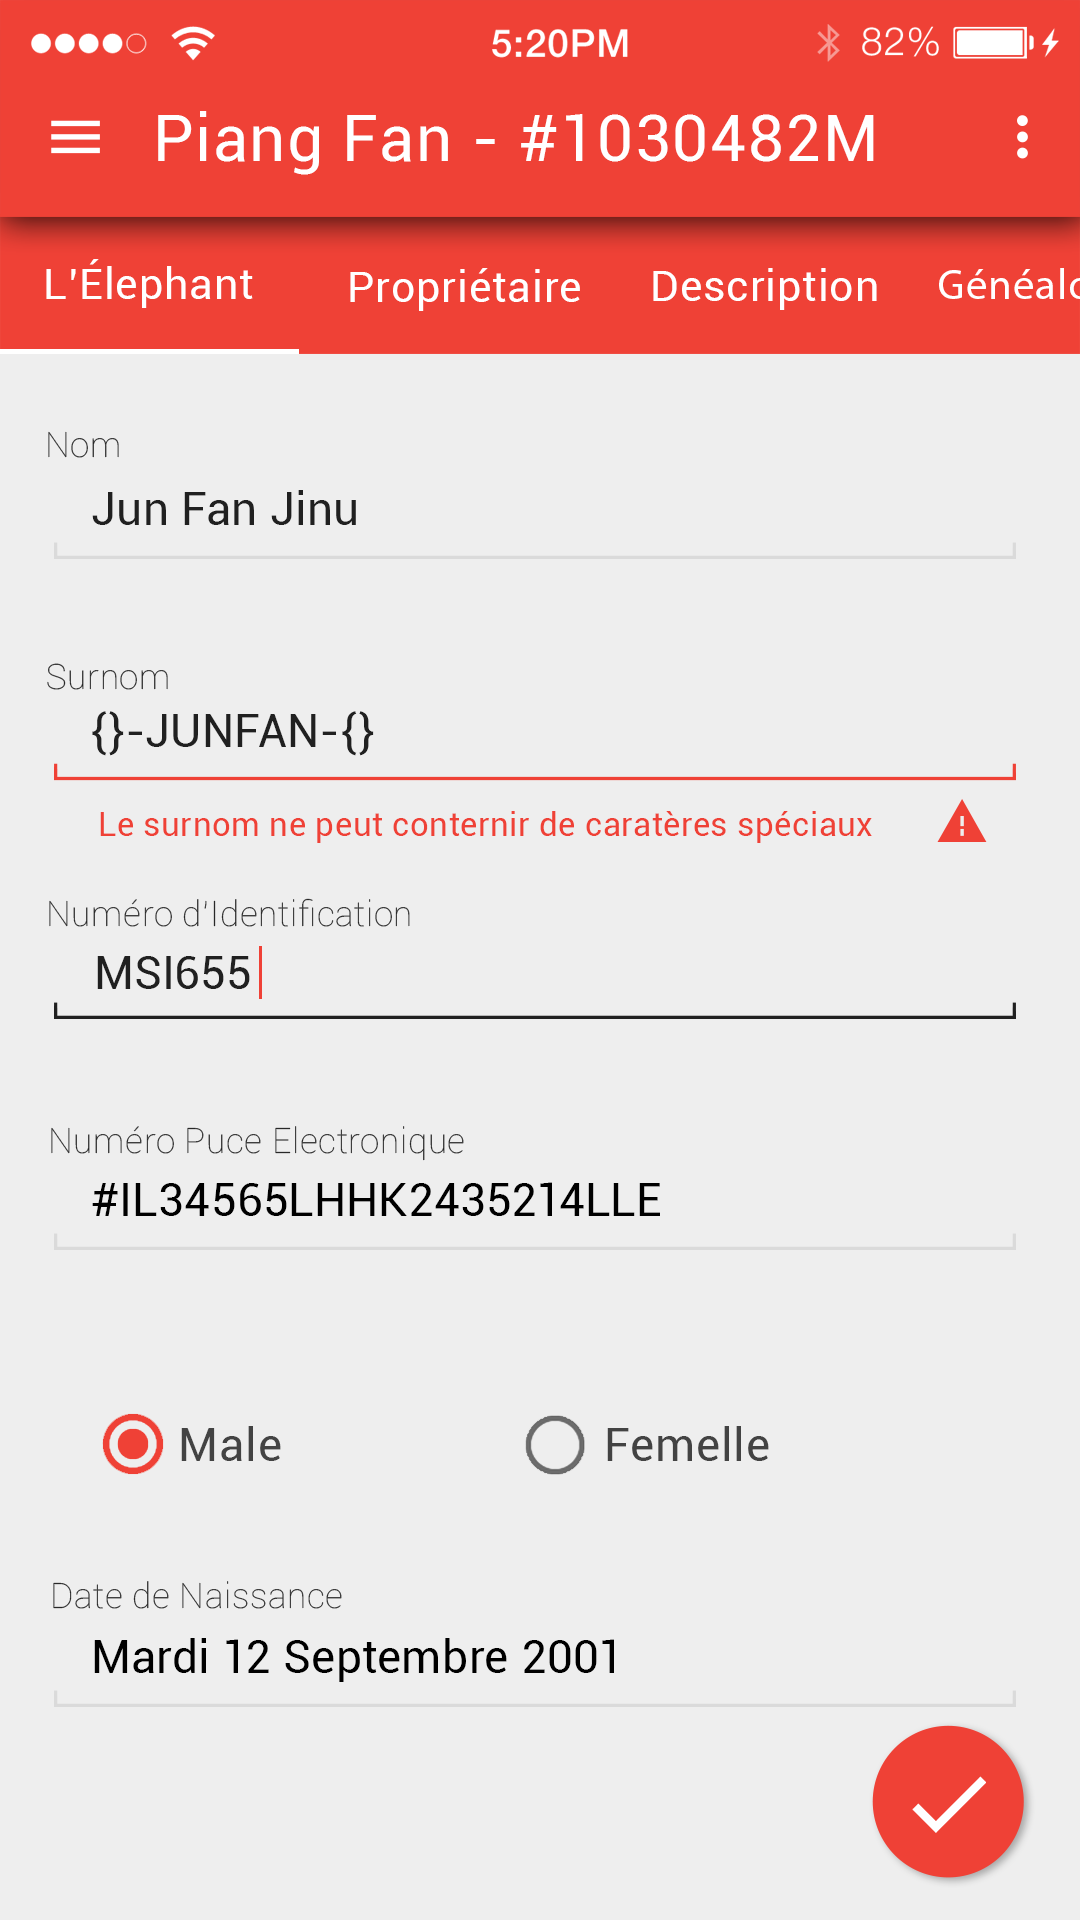 5:20PM 82%
Piang Fan - #1030482M
L'Élephant Propriétaire Description Généalo
Nom
Jun Fan Jinu
Surnom
{}-JUNFAN-{}
Le surnom ne peut conternir de caratères spéciaux
Numéro d'Identification
MSI655
Numéro Puce Electronique
#IL34565LHHK2435214LLE
Male Femelle
Date de Naissance
Mardi 12 Septembre 2001